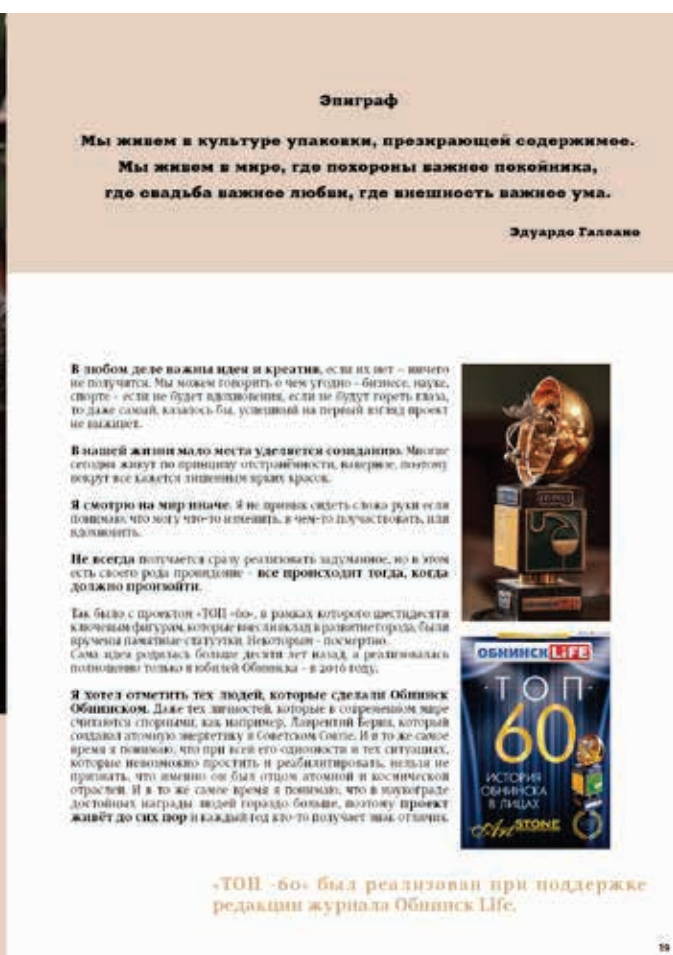 Эпиграф
Мы живем в культуре упаковки, презирающей содержимое.
Мы живем в мире, где похороны важнее покойника,
где свадьба важнее любви, где внешность важнее ума.
Эдуардо Галеано
В любом деле важны идея и креатив, если их нет – ничего
не получится. Мы можем говорить о чем угодно - бизнесе, науке,
спорте - если не будет вдохновения, если не будут гореть глаза,
то даже самый, казалось бы, успешный на первый взгляд проект
не выживет.
В нашей жизни мало места уделяется созиданию. Многие
сегодня живут по принципу отстранённости, наверное, поэтому
вокруг все кажется лишенным ярких красок.
Я смотрю на мир иначе. Я не привык сидеть сложа руки если
понимаю, что могу что-то изменить, в чем-то поучаствовать, или
вдохновить.
Не всегда получается сразу реализовать задуманное, но в этом
есть своего рода провидение - все происходит тогда, когда
должно произойти.
Так было с проектом «ТОП -60», в рамках которого шестидесяти
ключевым фигурам, которые внесли вклад в развитие города, были
вручены памятные статуэтки. Некоторым - посмертно.
Сама идея родилась больше десяти лет назад, а реализовалась
полноценно только в юбилей Обнинска - в 2016 году.
Я хотел отметить тех людей, которые сделали Обнинск
Обнинском. Даже тех личностей, которые в современном мире
считаются спорными, как например, Лаврентий Берия, который
создавал атомную энергетику в Советском Союзе. И в то же самое
время я понимаю, что при всей его одиозности и тех ситуациях,
которые невозможно простить и реабилитировать, нельзя не
признать, что именно он был отцом атомной и космической
отраслей. И в то же самое время я понимаю, что в наукограде
достойных награды людей гораздо больше, поэтому проект
живёт до сих пор и каждый год кто-то получает знак отличия.
ОБНИНСК LIFE
ТОП
60
ИСТОРИЯ
ОБНИНСКА
В ЛИЦАХ
Art STONE
«ТОП -60» был реализован при поддержке
редакции журнала Обнинск Life.
19